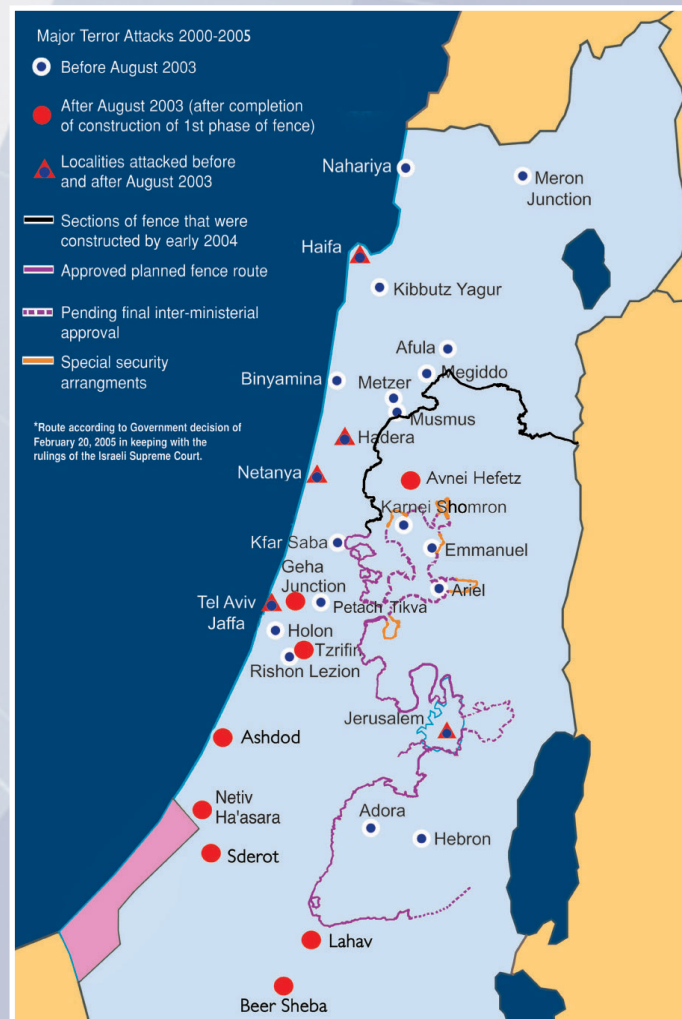 Major Terror Attacks 2000-2005
Before August 2003
After August 2003 (after completion
of construction of 1st phase of fence)
Localities attacked before
and after August 2003
Sections of fence that were
constructed by early 2004
Approved planned fence route
Pending final inter-ministerial
approval
Special security
arrangments
*Route according to Government decision of
February 20, 2005 in keeping with the
rulings of the Israeli Supreme Court.
Nahariya
Meron
Junction
Haifa
Kibbutz Yagur
Afula
Megiddo
Binyamina
Metzer
Musmus
Hadera
Netanya
Avnei Hefetz
Karnei Shomron
Kfar Saba
Emmanuel
Geha
Junction
Ariel
Tel Aviv
Jaffa
Petach Tikva
Holon
Tzrifin
Rishon Lezion
Jerusalem
Ashdod
Netiv
Ha'asara
Adora
Hebron
Sderot
Lahav
Beer Sheba